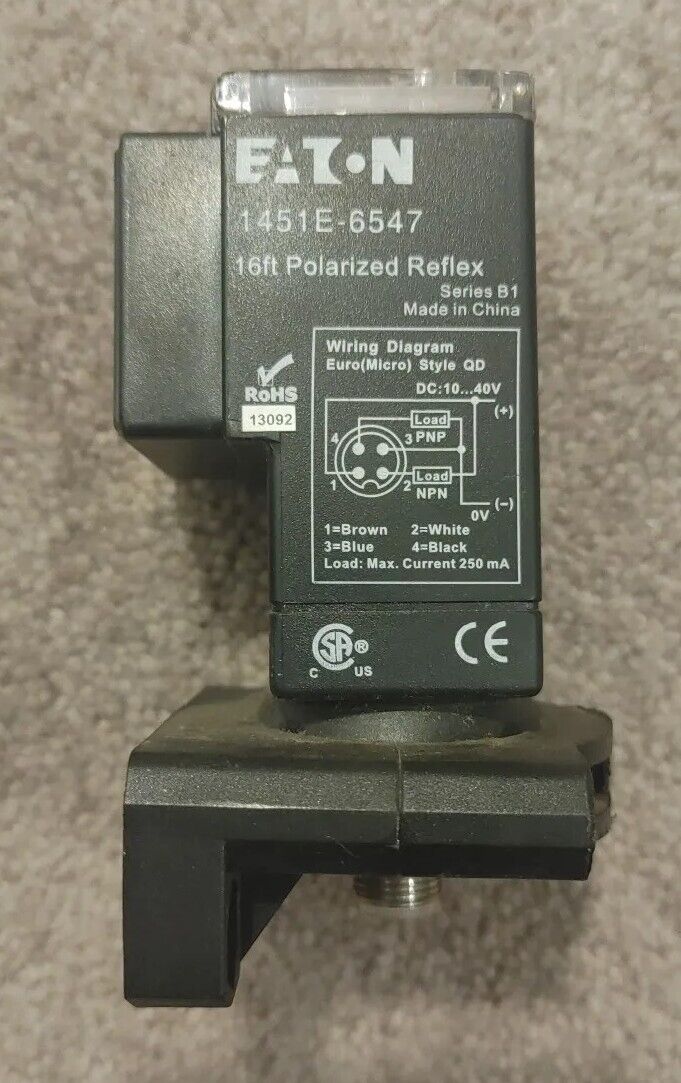 EATON
1451E-6547
16ft Polarized Reflex
Series B1
Made in China
RoHS
13092
Wiring Diagram
Euro(Micro) Style QD
DC:10...40V
(+)
Load
PNP
4
3
1
2
Load
NPN
0V
(−)
1=Brown 2=White
3=Blue 4=Black
Load: Max. Current 250 mA
SA®
C US
CE